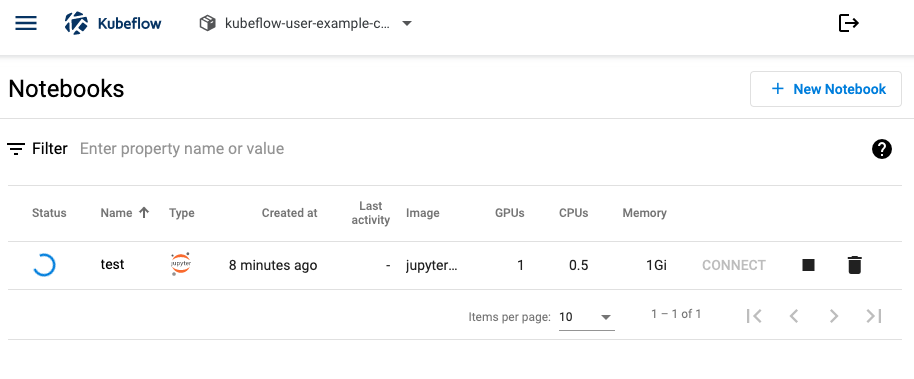 Kubeflow
kubeflow-user-example-c...
Notebooks
+ New Notebook
Filter Enter property name or value
?
Status Name Type Created at Last activity Image GPUs CPUs Memory
test jupyter 8 minutes ago - jupyter... 1 0.5 1Gi CONNECT
Items per page: 10 1 – 1 of 1